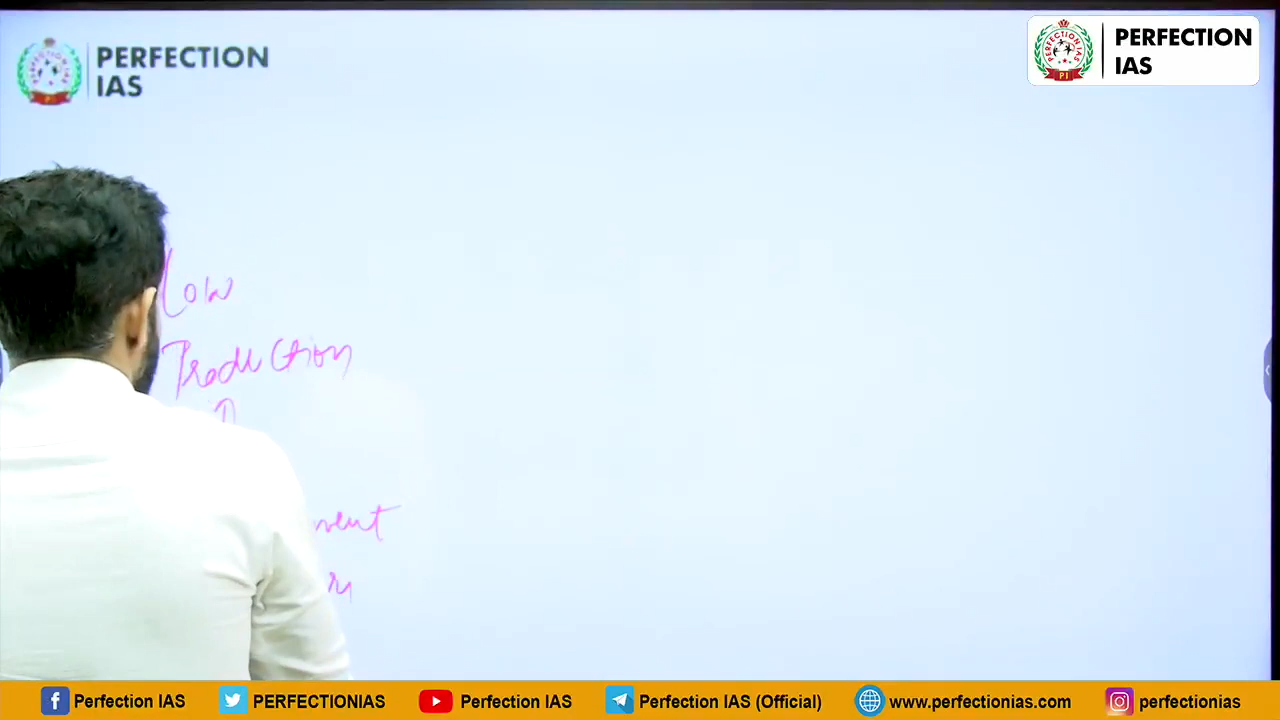 PERFECTION
IAS
PERFECTION
IAS
Low
Production
Perfection IAS
PERFECTIONIAS
Perfection IAS
Perfection IAS (Official)
www.perfectionias.com
perfectionias